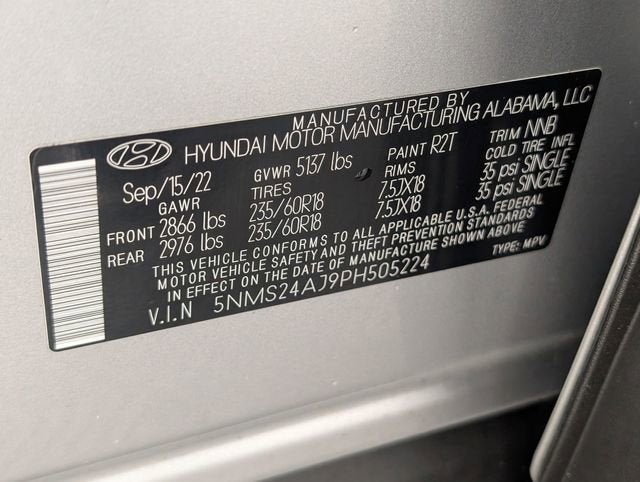 MANUFACTURED BY
HYUNDAI MOTOR MANUFACTURING ALABAMA, LLC
Sep/15/22 GVWR 5137 lbs PAINT R2T TRIM NNB
GAWR TIRES RIMS COLD TIRE INFL
FRONT 2866 lbs 235/60R18 7.5JX18 35 psi SINGLE
REAR 2976 lbs 235/60R18 7.5JX18 35 psi SINGLE
THIS VEHICLE CONFORMS TO ALL APPLICABLE U.S.A. FEDERAL
MOTOR VEHICLE SAFETY AND THEFT PREVENTION STANDARDS
IN EFFECT ON THE DATE OF MANUFACTURE SHOWN ABOVE
V.I.N 5NMS24AJ9PH505224 TYPE: MPV